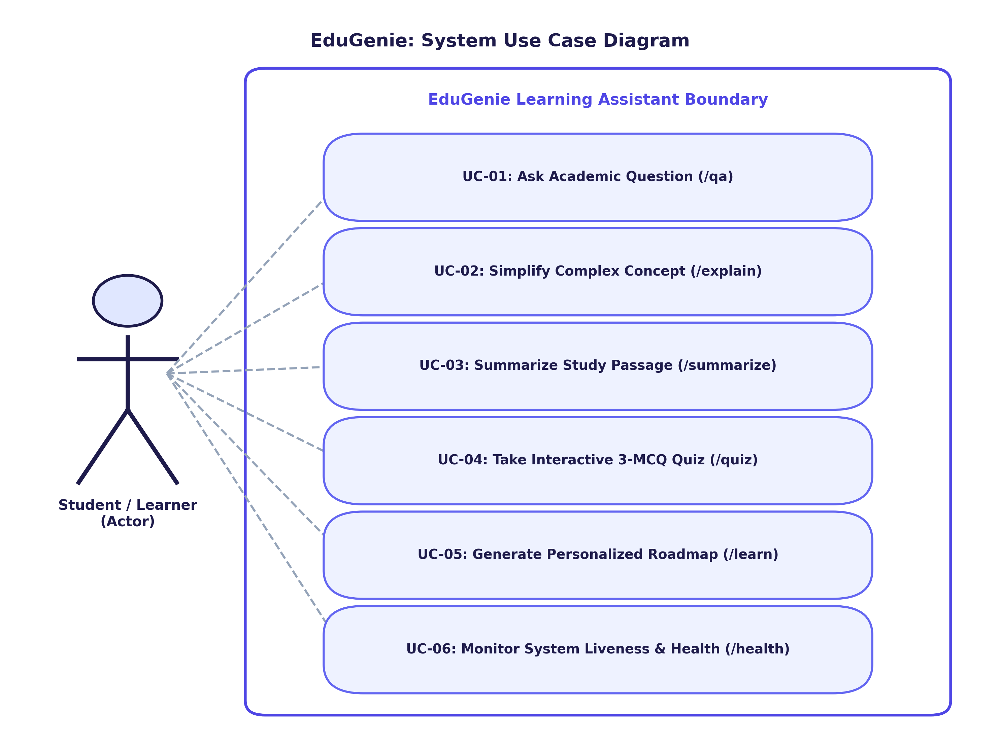 EduGenie: System Use Case Diagram
EduGenie Learning Assistant Boundary
UC-01: Ask Academic Question (/qa)
UC-02: Simplify Complex Concept (/explain)
UC-03: Summarize Study Passage (/summarize)
UC-04: Take Interactive 3-MCQ Quiz (/quiz)
UC-05: Generate Personalized Roadmap (/learn)
UC-06: Monitor System Liveness & Health (/health)
Student / Learner
(Actor)